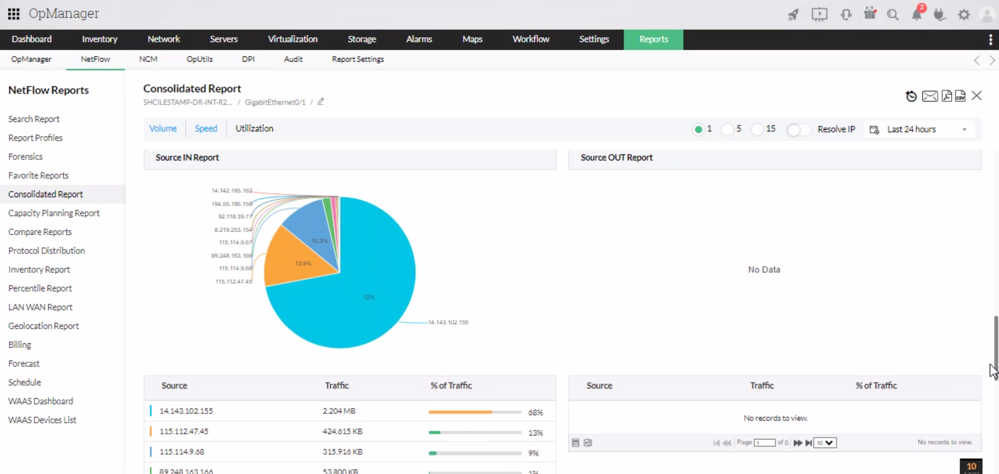 OpManager
2
Dashboard Inventory Network Servers Virtualization Storage Alarms Maps Workflow Settings Reports
OpManager NetFlow NCM OpUtils DPI Audit Report Settings
NetFlow Reports
Search Report
Report Profiles
Forensics
Favorite Reports
Consolidated Report
Capacity Planning Report
Compare Reports
Protocol Distribution
Inventory Report
Percentile Report
LAN WAN Report
Geolocation Report
Billing
Forecast
Schedule
WAAS Dashboard
WAAS Devices List
Consolidated Report
SHCILESTAMP-DR-INT-R2... / GigabitEthernet0/1 /
CSV
Volume Speed Utilization
1 5 15 Resolve IP Last 24 hours
Source IN Report
14.142.185.162
194.55.186.158
92.118.39.77
8.219.253.154
115.114.9.67
89.248.163.166
115.114.9.68
115.112.47.45
10.3%
13.9%
72%
14.143.102.155
Source Traffic % of Traffic
14.143.102.155 2.204 MB 68%
115.112.47.45 424.615 KB 13%
115.114.9.68 315.916 KB 9%
89.248.163.166 53.800 KB 1%
Source OUT Report
No Data
Source Traffic % of Traffic
No records to view.
Page 1 of 0 10 No records to view.
10